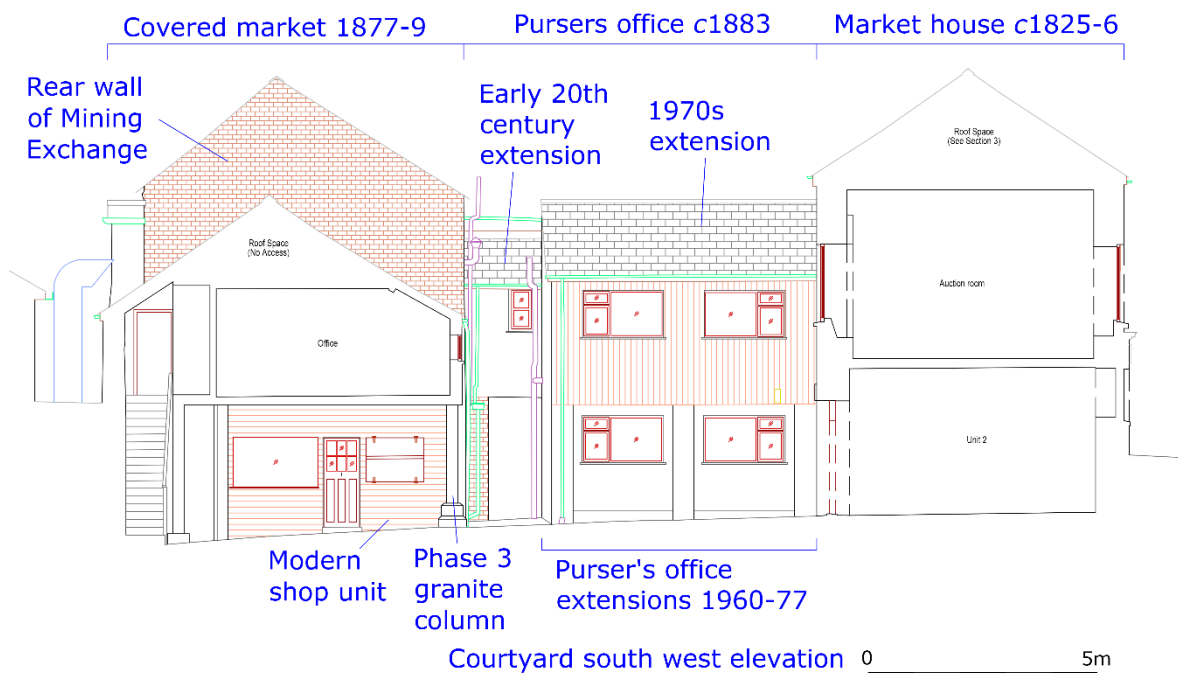 Covered market 1877-9
Pursers office c1883
Market house c1825-6
Rear wall
of Mining
Exchange
Early 20th
century
extension
1970s
extension
Roof Space
(See Section 3)
Roof Space
(No Access)
Office
Auction room
Unit 2
Modern
shop unit
Phase 3
granite
column
Purser's office
extensions 1960-77
Courtyard south west elevation
0
5m